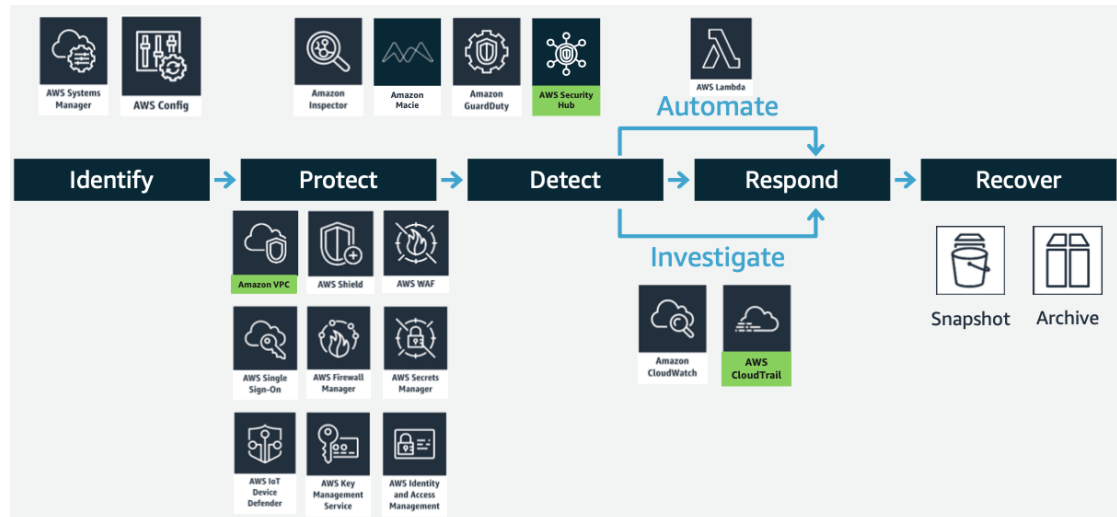 AWS Systems
Manager
AWS Config
Amazon
Inspector
Amazon
Macie
Amazon
GuardDuty
AWS Security
Hub
AWS Lambda
Automate
Identify
Protect
Detect
Respond
Recover
Investigate
Amazon VPC
AWS Shield
AWS WAF
AWS Single
Sign-On
AWS Firewall
Manager
AWS Secrets
Manager
AWS IoT
Device
Defender
AWS Key
Management
Service
AWS Identity
and Access
Management
Amazon
CloudWatch
AWS
CloudTrail
Snapshot
Archive